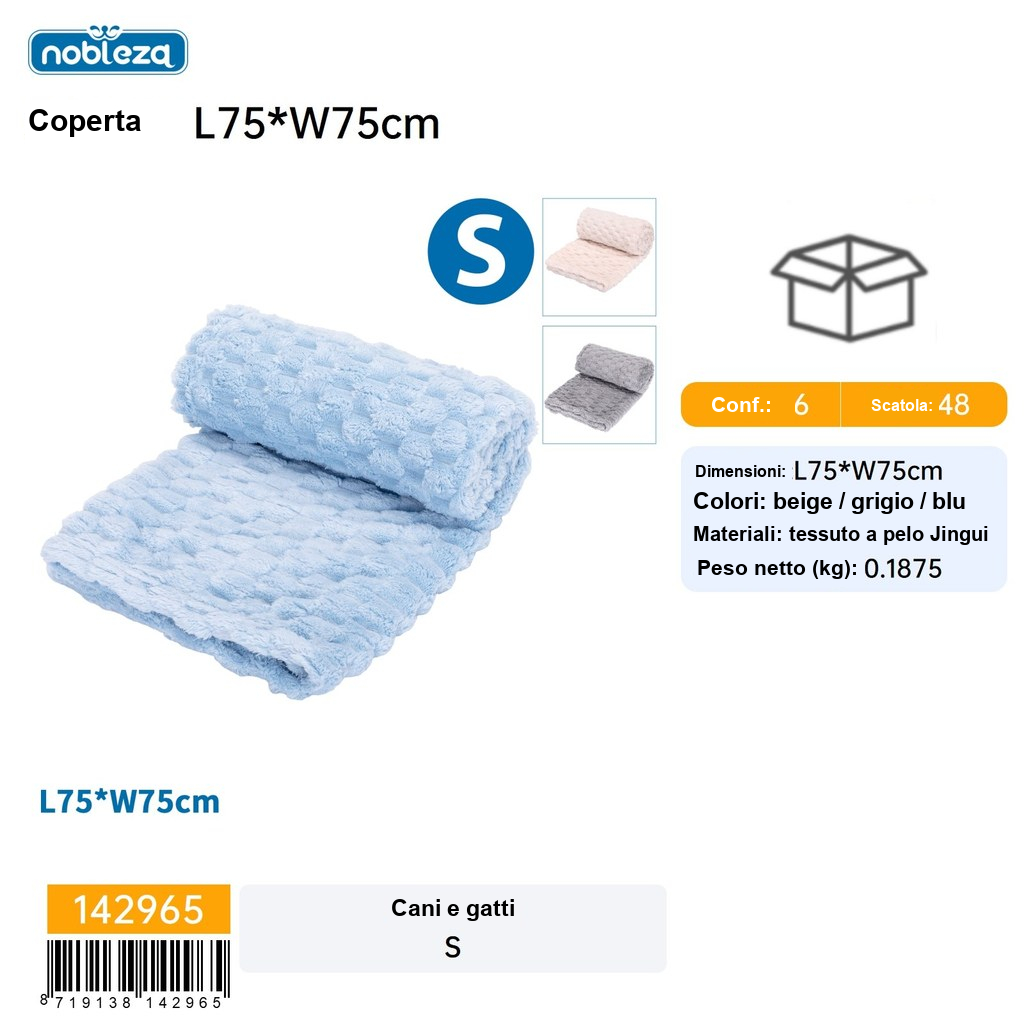 nobleza
Coperta L75*W75cm
S
Conf.: 6 Scatola: 48
Dimensioni: L75*W75cm
Colori: beige / grigio / blu
Materiali: tessuto a pelo Jingui
Peso netto (kg): 0.1875
L75*W75cm
142965
Cani e gatti
S
8 719138 142965